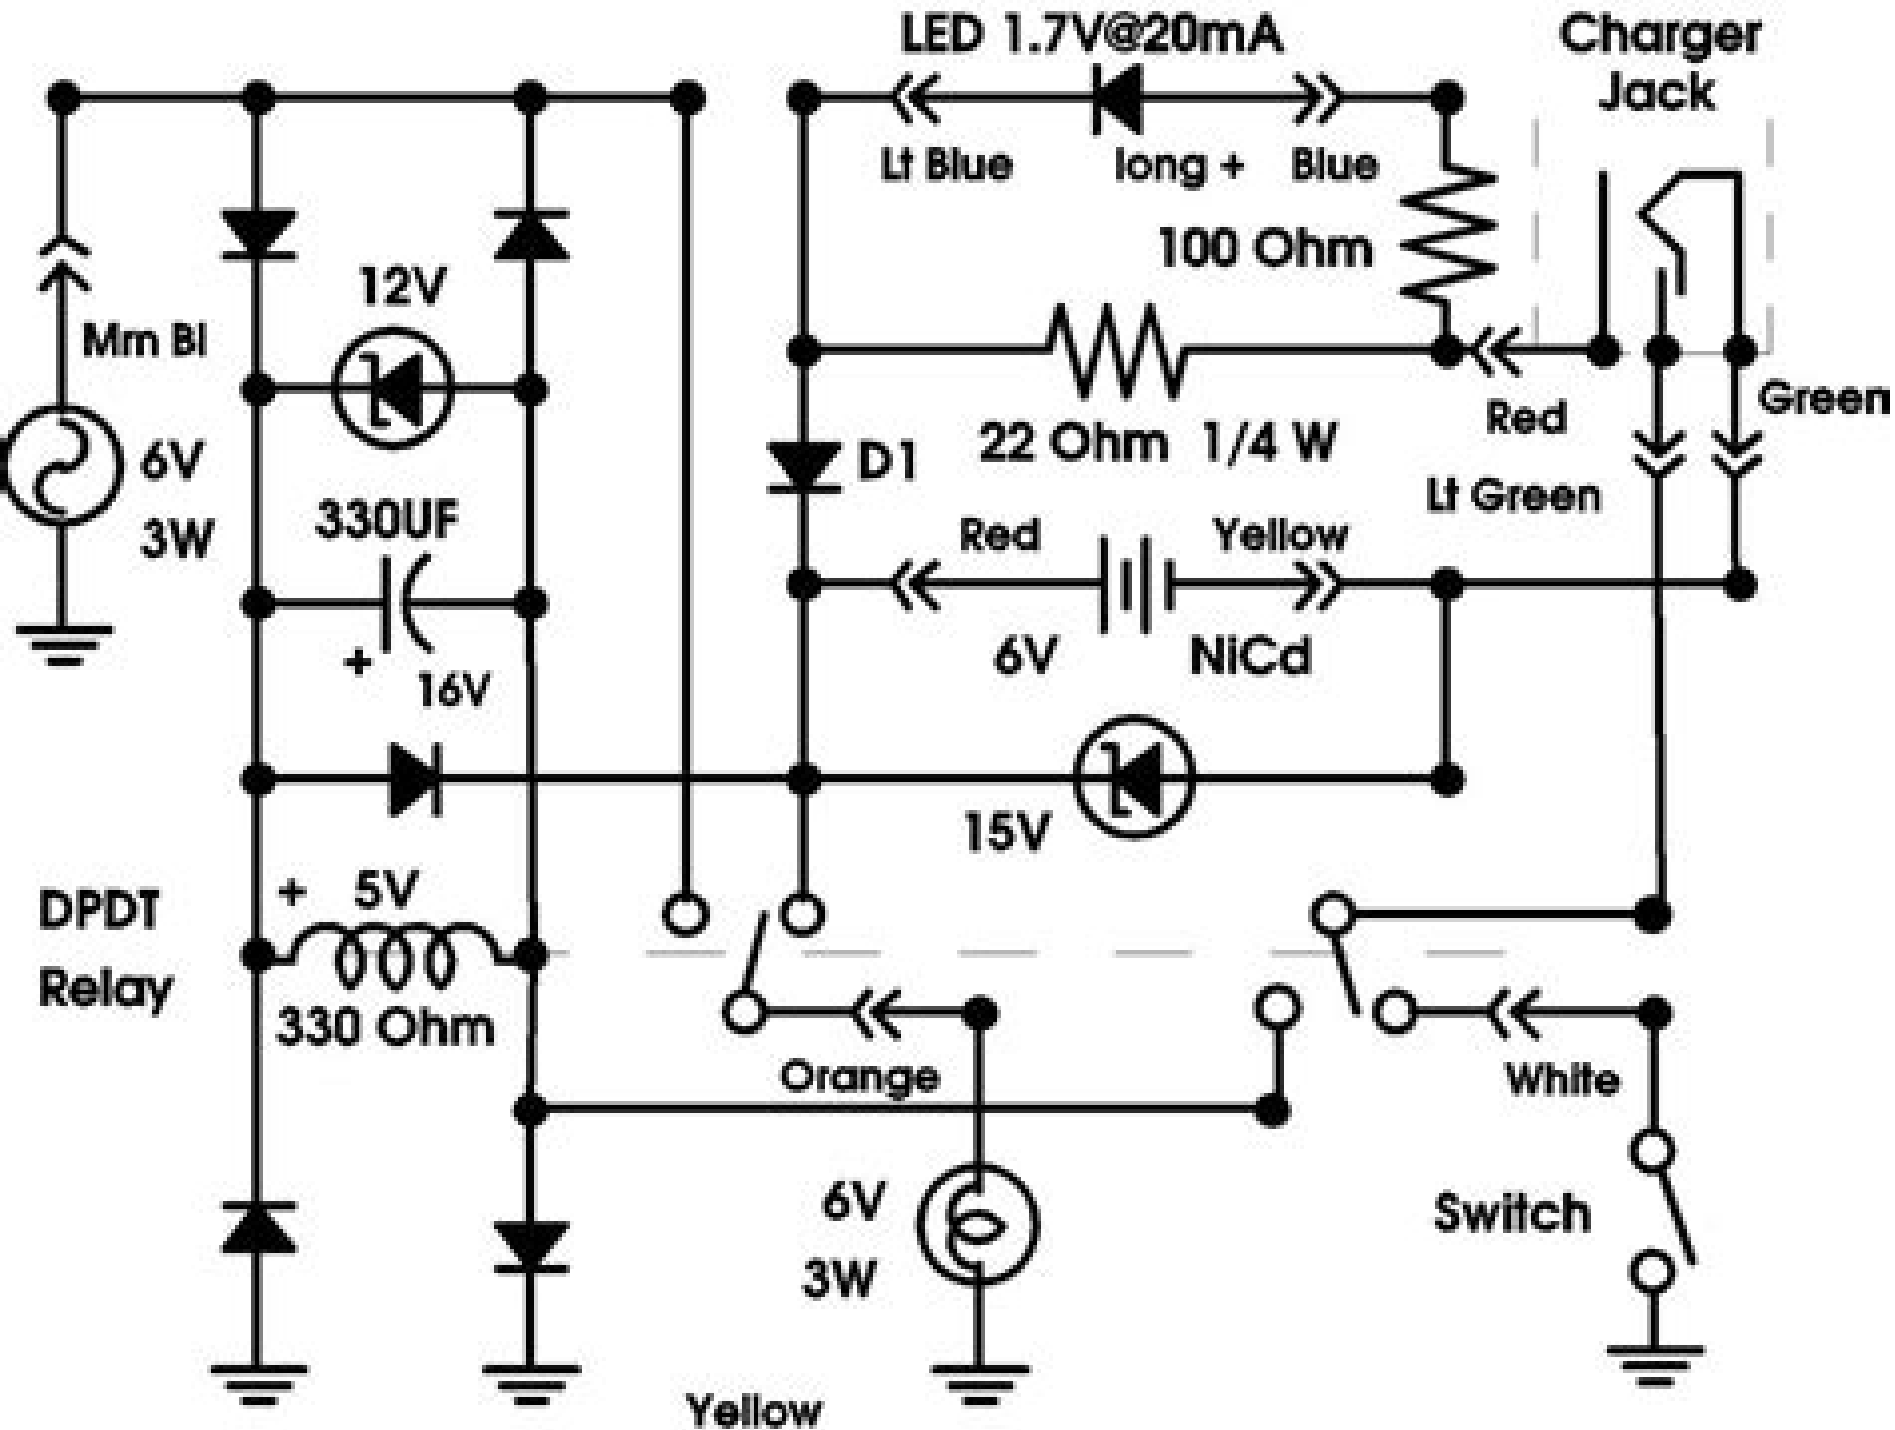 LED 1.7V@20mA
Charger
Jack
Lt Blue
long +
Blue
100 Ohm
12V
Mm Bl
Red
Green
6V
3W
22 Ohm 1/4 W
D1
Lt Green
330UF
+
16V
Red
Yellow
6V
NiCd
15V
DPDT
Relay
+
5V
330 Ohm
Orange
White
6V
3W
Switch
Yellow